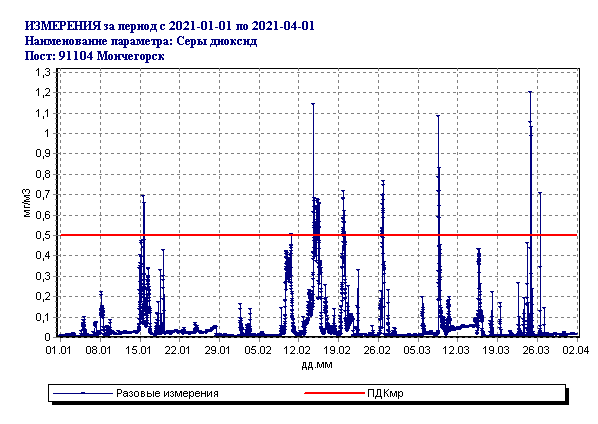 ИЗМЕРЕНИЯ за период с 2021-01-01 по 2021-04-01
Наименование параметра: Серы диоксид
Пост: 91104 Мончегорск
1,3
1,2
1,1
1
0,9
0,8
0,7
0,6
0,5
0,4
0,3
0,2
0,1
0
мг/м3
01.01 08.01 15.01 22.01 29.01 05.02 12.02 19.02 26.02 05.03 12.03 19.03 26.03 02.04
дд.мм
Разовые измерения ПДКмр